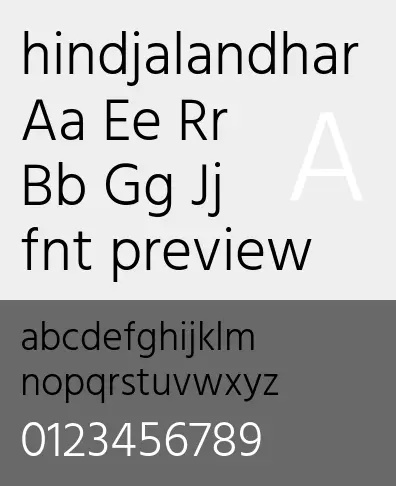 hindjalandhar
Aa Ee Rr
A
Bb Gg Jj
fnt preview
abcdefghijklm
nopqrstuvwxyz
0123456789